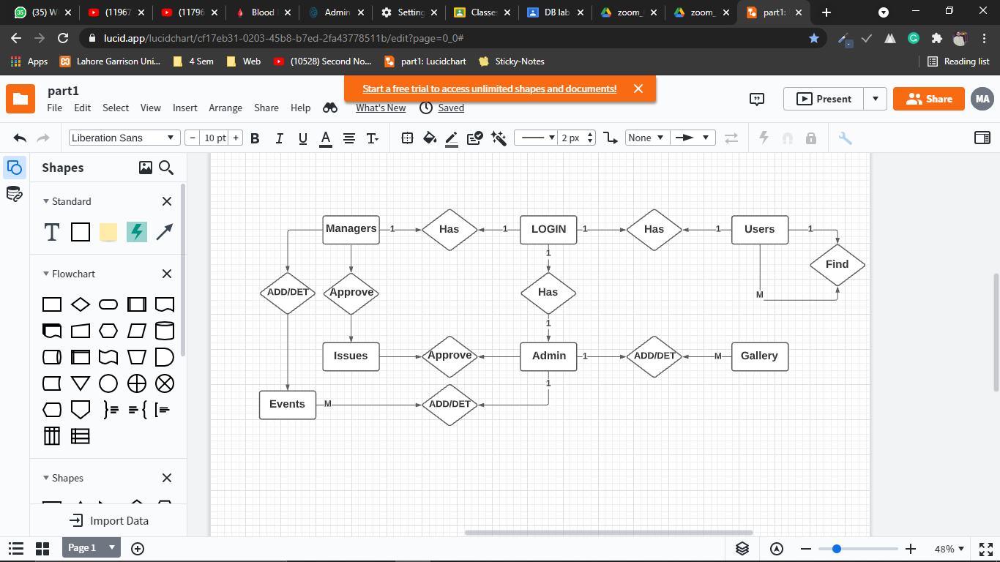 (35) W
(11967
(11796
Blood
Admin
Setting
Classes
DB lab
zoom_
zoom_
part1:
lucid.app/lucidchart/cf17eb31-0203-45b8-b7ed-2fa43778511b/edit?page=0_0#
Apps
Lahore Garrison Uni...
4 Sem
Web
(10528) Second No...
part1: Lucidchart
Sticky-Notes
Reading list
part1
Start a free trial to access unlimited shapes and documents!
File Edit Select View Insert Arrange Share Help
What's New
Saved
Present
Share
MA
Liberation Sans
10 pt
B I U A T
2 px
None
Shapes
Standard
T
Flowchart
Shapes
Import Data
Managers 1 Has 1 LOGIN 1 Has 1 Users 1
1
Find
ADD/DET Approve Has M
1
Issues Approve Admin 1 ADD/DET M Gallery
1
Events M ADD/DET
Page 1
48%